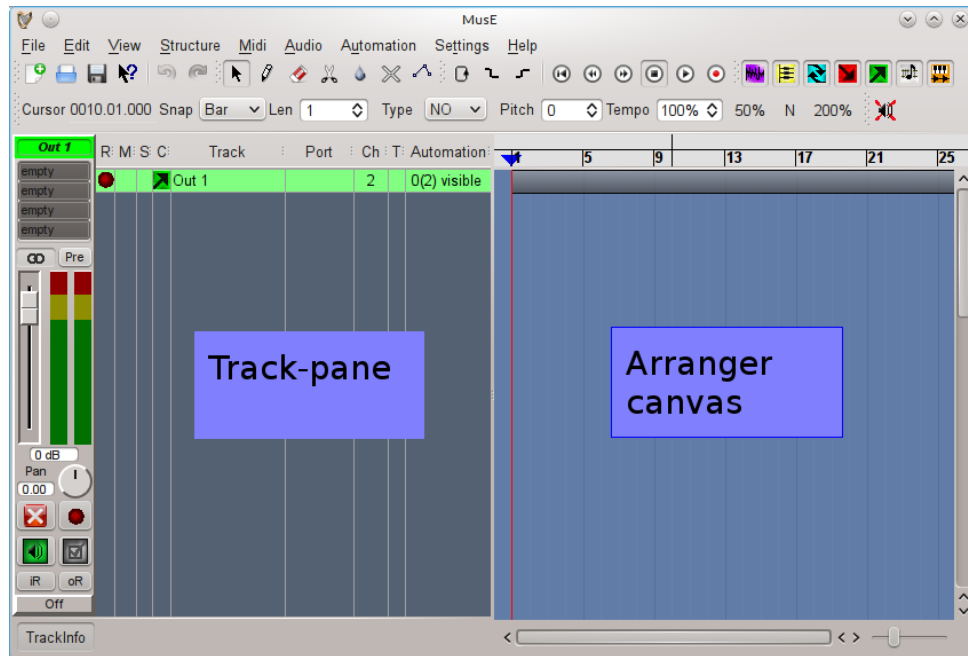 MusE
File Edit View Structure Midi Audio Automation Settings Help
Cursor 0010.01.000 Snap Bar Len 1 Type NO Pitch 0 Tempo 100% 50% N 200%
Out 1
R M S C Track Port Ch T Automation
5 9 13 17 21 25
empty
Out 1 2 0(2) visible
empty
empty
empty
Pre
Track-pane
Arranger
canvas
0 dB
Pan
0.00
iR oR
Off
TrackInfo